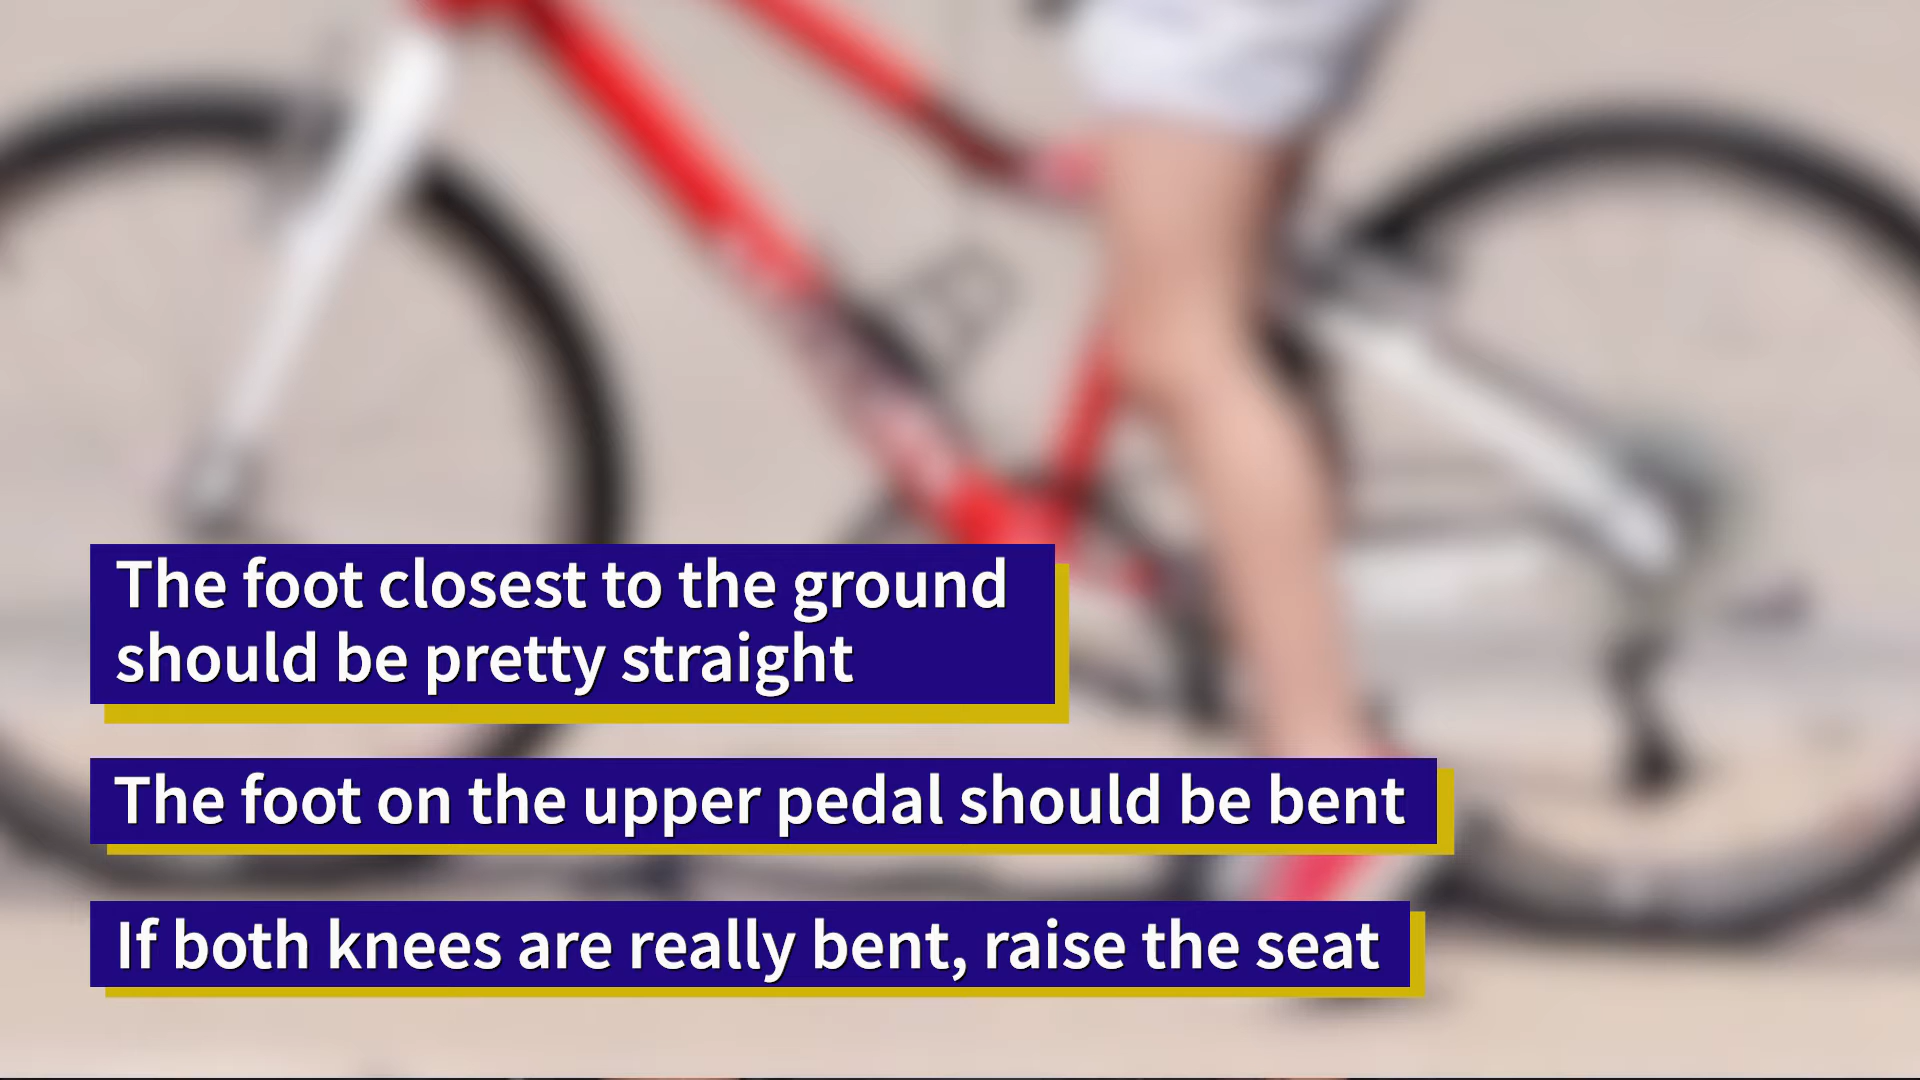 The foot closest to the ground
should be pretty straight
The foot on the upper pedal should be bent
If both knees are really bent, raise the seat